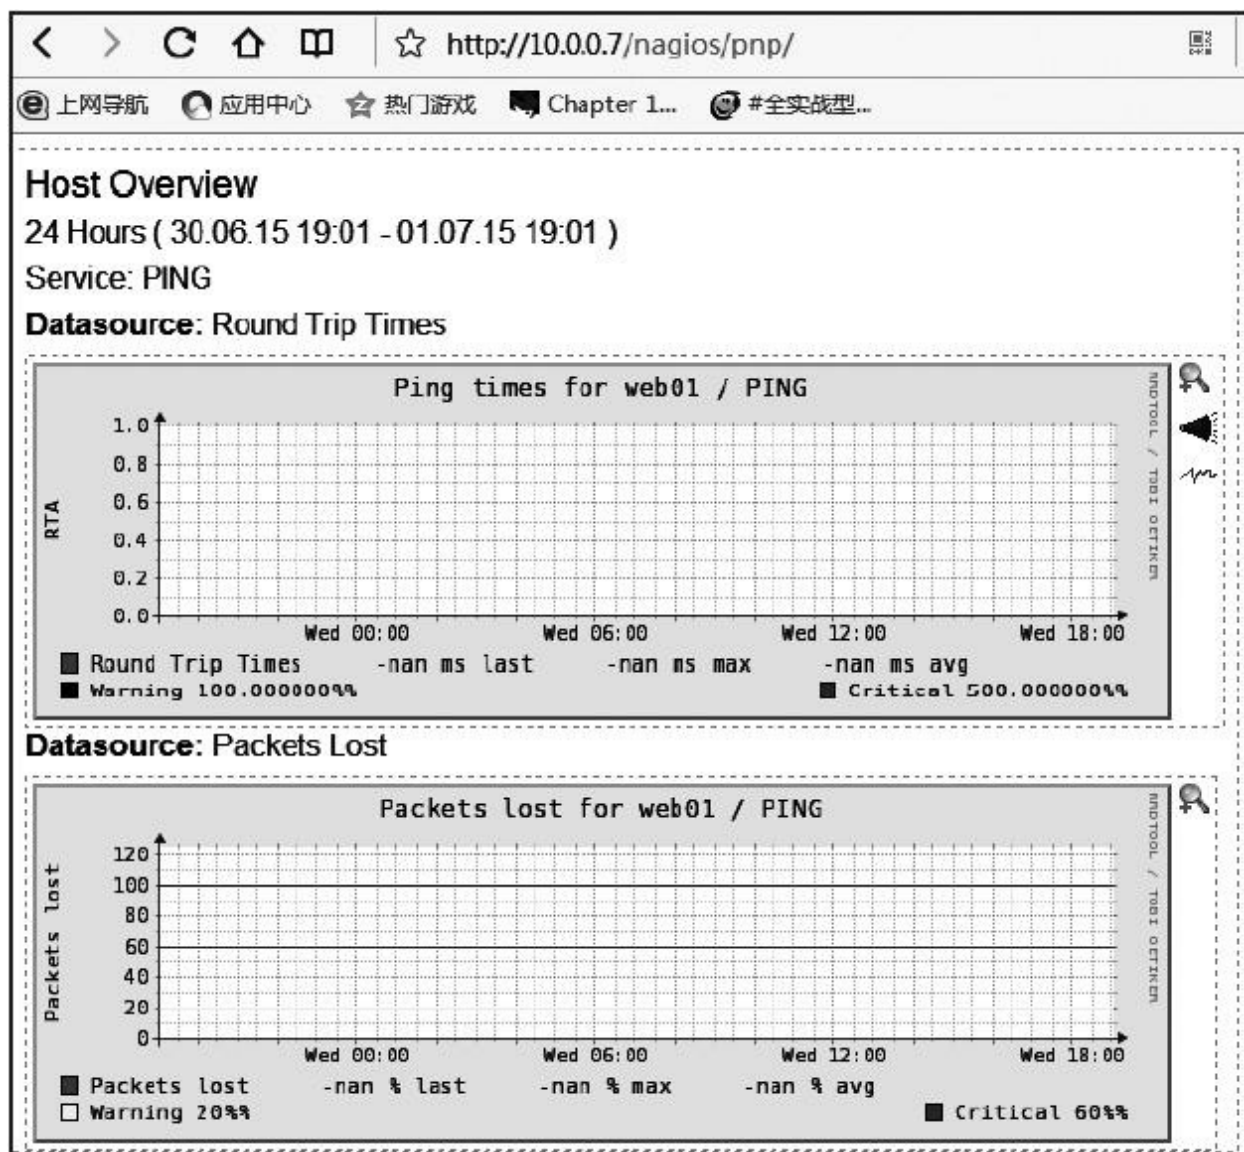 http://10.0.0.7/nagios/pnp/
上网导航 应用中心 热门游戏 Chapter 1... #全实战型...
Host Overview
24 Hours ( 30.06.15 19:01 - 01.07.15 19:01 )
Service: PING
Datasource: Round Trip Times
Ping times for web01 / PING
RRDTOOL / TOBI OETIKER
RTA
1.0
0.8
0.6
0.4
0.2
0.0
Wed 00:00 Wed 06:00 Wed 12:00 Wed 18:00
Round Trip Times -nan ms last -nan ms max -nan ms avg
Warning 100.000000%% Critical 500.000000%%
Datasource: Packets Lost
Packets lost for web01 / PING
RRDTOOL / TOBI OETIKER
Packets lost
120
100
80
60
40
20
0
Wed 00:00 Wed 06:00 Wed 12:00 Wed 18:00
Packets lost -nan % last -nan % max -nan % avg
Warning 20%% Critical 60%%